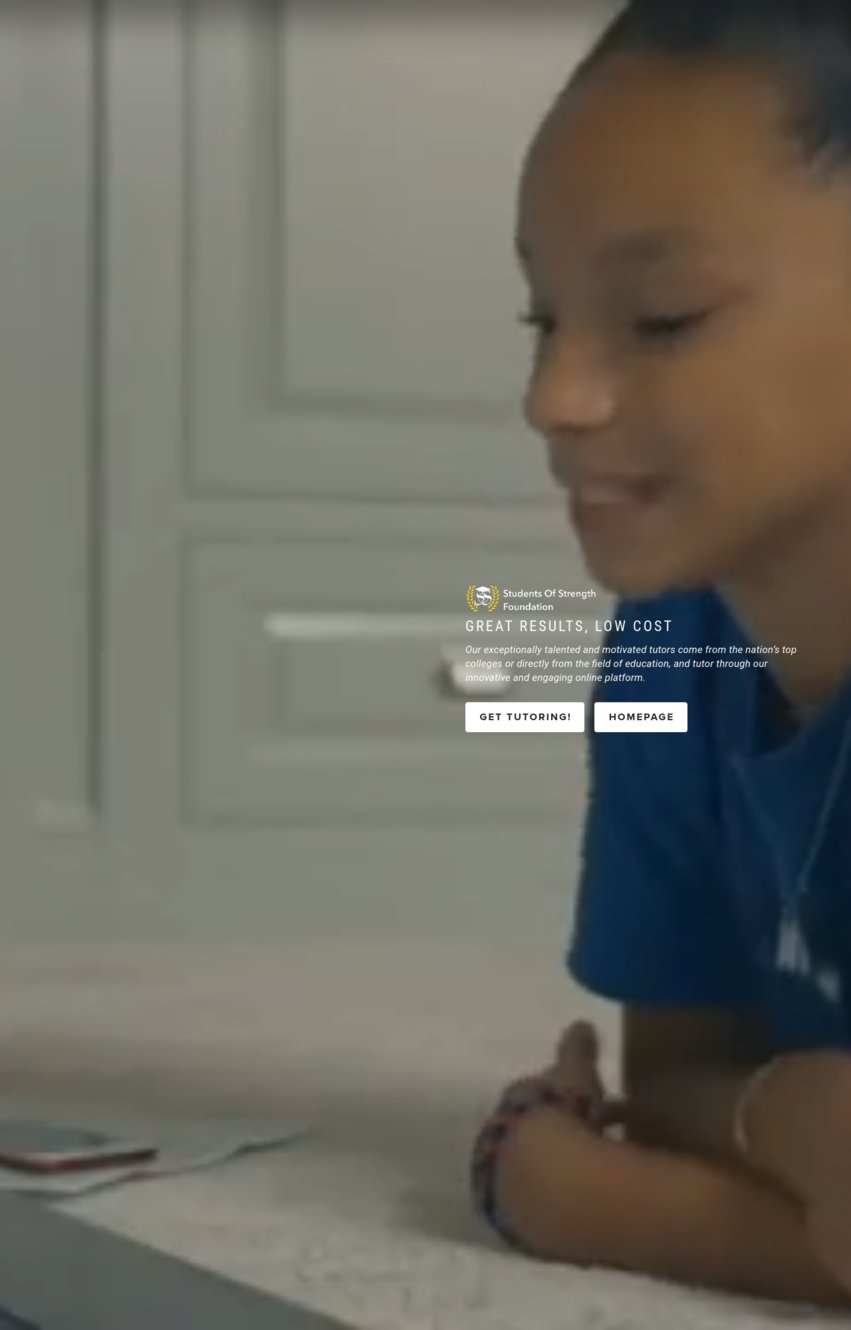 Students Of Strength
Foundation
GREAT RESULTS, LOW COST
Our exceptionally talented and motivated tutors come from the nation's top
colleges or directly from the field of education, and tutor through our
innovative and engaging online platform.
GET TUTORING!
HOMEPAGE